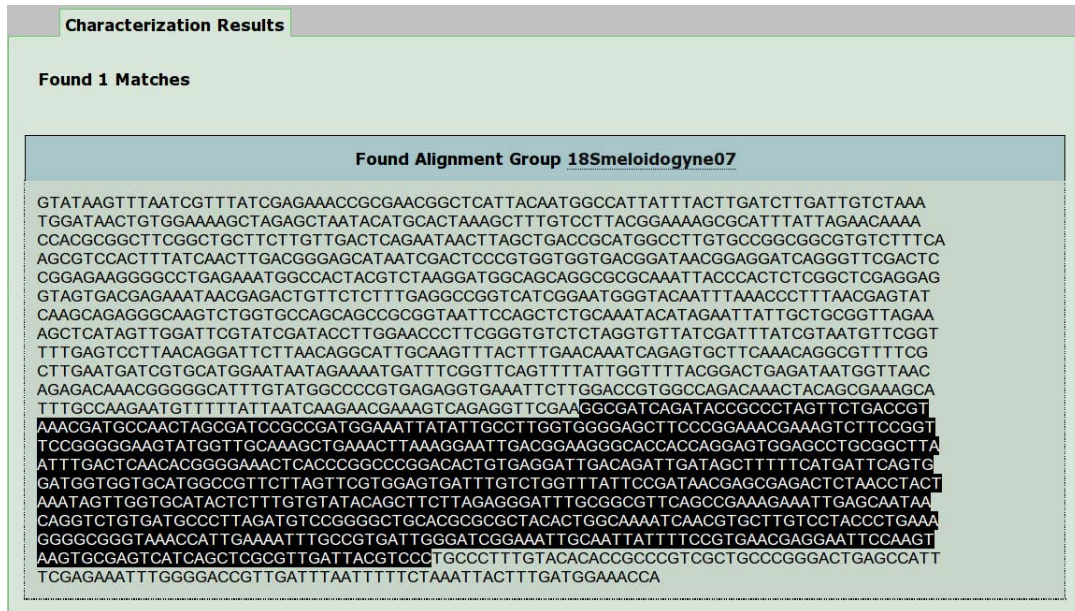 Characterization Results
Found 1 Matches
Found Alignment Group 18Smeloidogyne07
GTATAAGTTTAATCGTTTATCGAGAAACCGCGAACGGCTCATTACAATGGCCATTATTTACTTGATCTTGATTGTCTAAA
TGGATAACTGTGGAAAAGCTAGAGCTAATACATGCACTAAAGCTTTGTCCTTACGGAAAAGCGCATTTATTAGAACAAAA
CCACGCGGCTTCGGCTGCTTCTTGTTGACTCAGAATAACTTAGCTGACCGCATGGCCTTGTGCCGGCGGCGTGTCTTTCA
AGCGTCCACTTTATCAACTTGACGGGAGCATAATCGACTCCCGTGGTGGTGACGGATAACGGAGGATCAGGGTTCGACTC
CGGAGAAGGGGCCTGAGAAATGGCCACTACGTCTAAGGATGGCAGCAGGCGCGCAAATTACCCACTCTCGGCTCGAGGAG
GTAGTGACGAGAAATAACGAGACTGTTCTCTTTGAGGCCGGTCATCGGAATGGGTACAATTTAAACCCTTTAACGAGTAT
CAAGCAGAGGGCAAGTCTGGTGCCAGCAGCCGCGGTAATTCCAGCTCTGCAAATACATAGAATTATTGCTGCGGTTAGAA
AGCTCATAGTTGGATTCGTATCGATACCTTGGAACCCTTCGGGTGTCTCTAGGTGTTATCGATTTATCGTAATGTTCGGT
TTTGAGTCCTTAACAGGATTCTTAACAGGCATTGCAAGTTTACTTTGAACAAATCAGAGTGCTTCAAACAGGCGTTTTCG
CTTGAATGATCGTGCATGGAATAATAGAAAATGATTTCGGTTCAGTTTTATTGGTTTTACGGACTGAGATAATGGTTAAC
AGAGACAAACGGGGGCATTTGTATGGCCCCGTGAGAGGTGAAATTCTTGGACCGTGGCCAGACAAACTACAGCGAAAGCA
TTTGCCAAGAATGTTTTTATTAATCAAGAACGAAAGTCAGAGGTTCGAAGGCGATCAGATACCGCCCTAGTTCTGACCGT
AAACGATGCCAACTAGCGATCCGCCGATGGAAATTATATTGCCTTGGTGGGGAGCTTCCCGGAAACGAAAGTCTTCCGGT
TCCGGGGGAAGTATGGTTGCAAAGCTGAAACTTAAAGGAATTGACGGAAGGGCACCACCAGGAGTGGAGCCTGCGGCTTA
ATTTGACTCAACACGGGGAAACTCACCCGGCCCGGACACTGTGAGGATTGACAGATTGATAGCTTTTTCATGATTCAGTG
GATGGTGGTGCATGGCCGTTCTTAGTTCGTGGAGTGATTTGTCTGGTTTATTCCGATAACGAGCGAGACTCTAACCTACT
AAATAGTTGGTGCATACTCTTTGTGTATACAGCTTCTTAGAGGGATTTGCGGCGTTCAGCCGAAAGAAATTGAGCAATAA
CAGGTCTGTGATGCCCTTAGATGTCCGGGGCTGCACGCGCGCTACACTGGCAAAATCAACGTGCTTGTCCTACCCTGAAA
GGGGCGGGTAAACCATTGAAAATTTGCCGTGATTGGGATCGGAAATTGCAATTATTTTCCGTGAACGAGGAATTCCAAGT
AAGTGCGAGTCATCAGCTCGCGTTGATTACGTCCCTGCCCTTTGTACACACCGCCCGTCGCTGCCCGGGACTGAGCCATT
TCGAGAAATTTGGGGACCGTTGATTTAATTTTTCTAAATTACTTTGATGGAAACCA